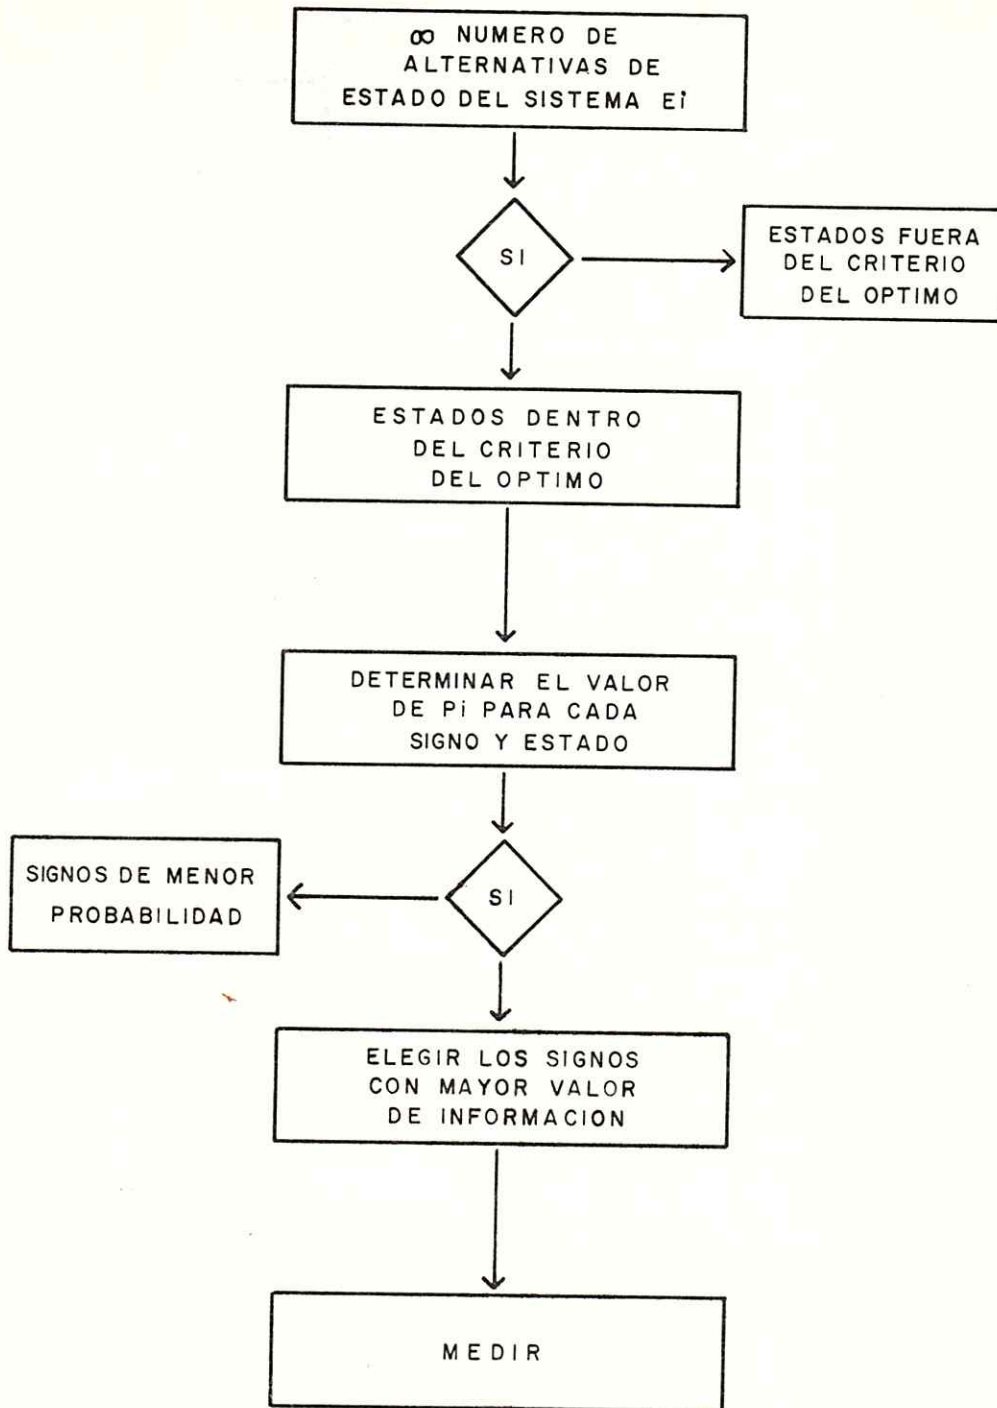 ∞ NUMERO DE
ALTERNATIVAS DE
ESTADO DEL SISTEMA Ei
SI
ESTADOS FUERA
DEL CRITERIO
DEL OPTIMO
ESTADOS DENTRO
DEL CRITERIO
DEL OPTIMO
DETERMINAR EL VALOR
DE Pi PARA CADA
SIGNO Y ESTADO
SIGNOS DE MENOR
PROBABILIDAD
SI
ELEGIR LOS SIGNOS
CON MAYOR VALOR
DE INFORMACION
MEDIR